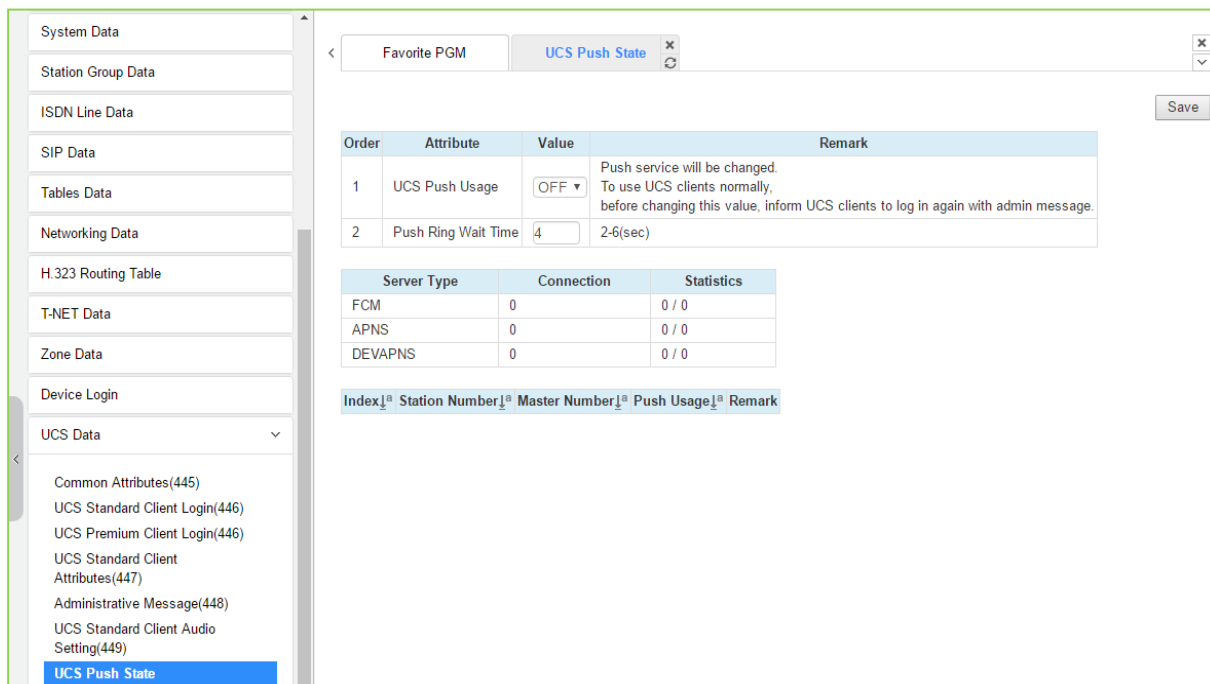 System Data
Station Group Data
ISDN Line Data
SIP Data
Tables Data
Networking Data
H.323 Routing Table
T-NET Data
Zone Data
Device Login
UCS Data
Common Attributes(445)
UCS Standard Client Login(446)
UCS Premium Client Login(446)
UCS Standard Client
Attributes(447)
Administrative Message(448)
UCS Standard Client Audio
Setting(449)
UCS Push State
Favorite PGM
UCS Push State
Save
Order Attribute Value Remark
1 UCS Push Usage OFF Push service will be changed.
To use UCS clients normally,
before changing this value, inform UCS clients to log in again with admin message.
2 Push Ring Wait Time 4 2-6(sec)
Server Type Connection Statistics
FCM 0 0 / 0
APNS 0 0 / 0
DEVAPNS 0 0 / 0
Index↓a Station Number↓a Master Number↓a Push Usage↓a Remark